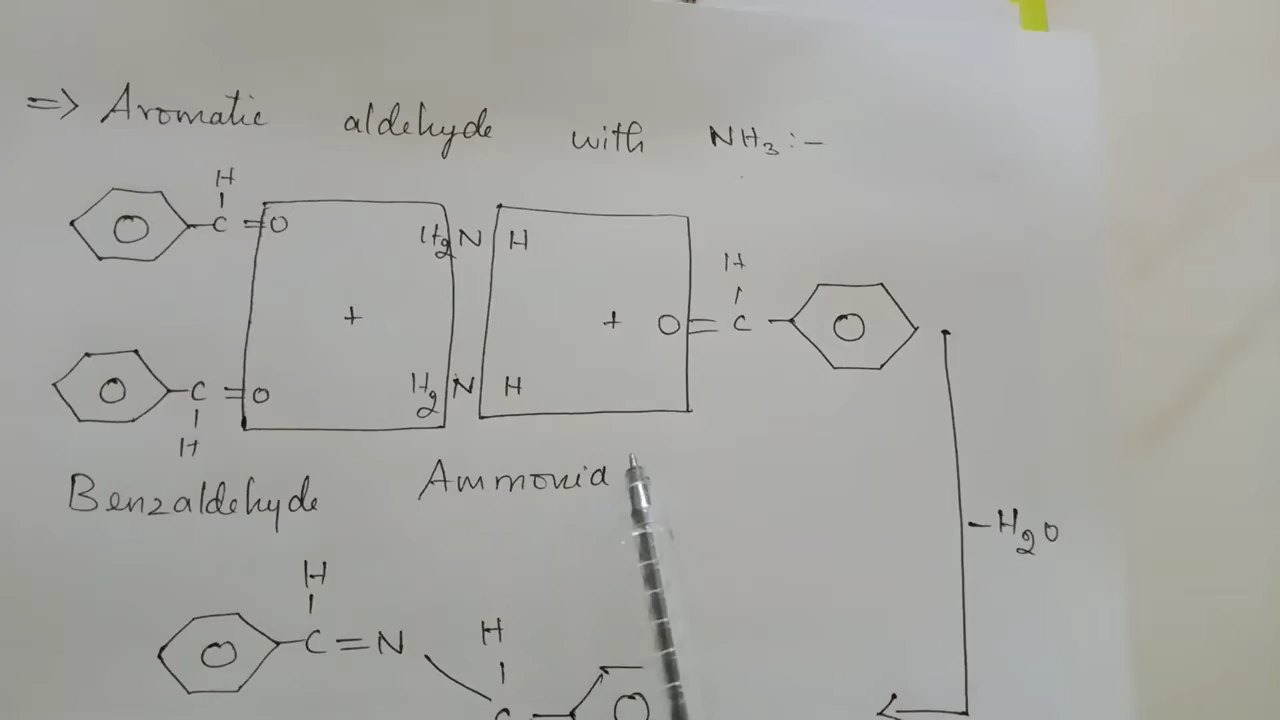 => Aromatic aldehyde with NH3:-
H
C=O H2N H
+ + H
O=C
C=O H2N H
H
Benzaldehyde Ammonia
-H2O
H
C=N H
C